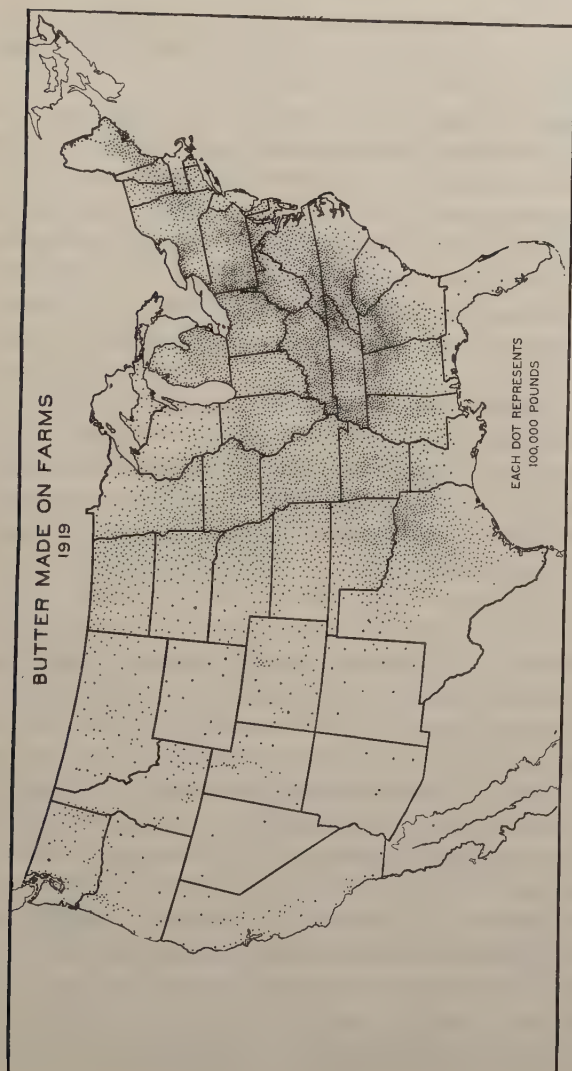 BUTTER MADE ON FARMS
1919
EACH DOT REPRESENTS
100,000 POUNDS